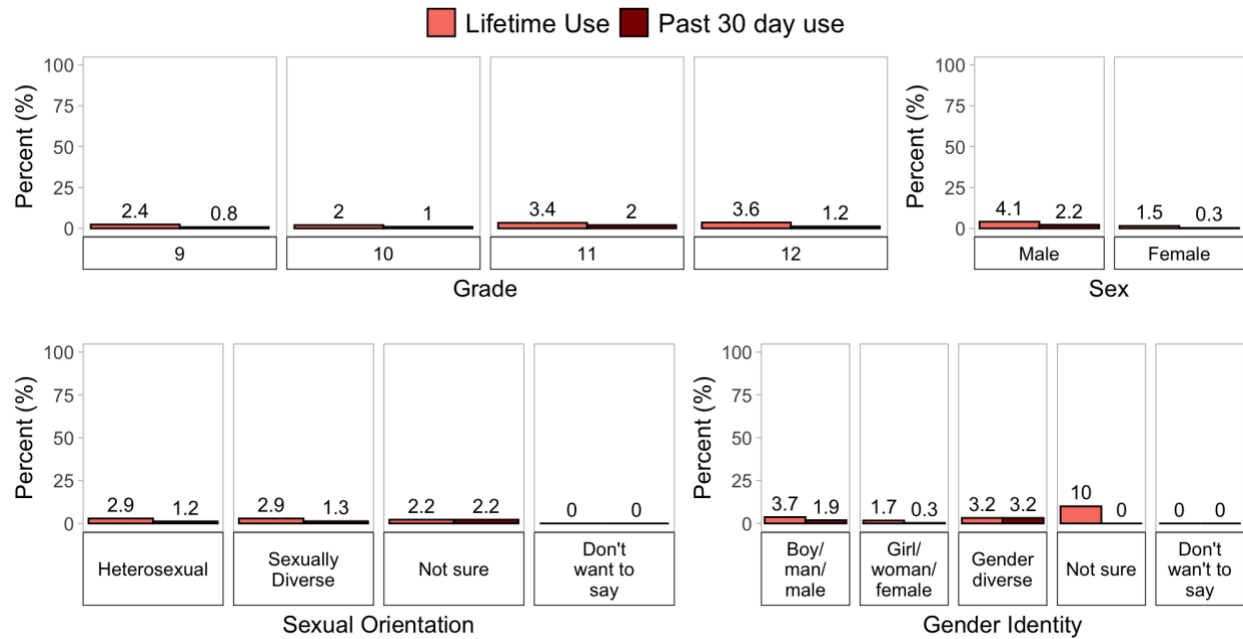 Lifetime Use Past 30 day use
Percent (%)
100
75
50
25
0
2.4 0.8
2 1
3.4 2
3.6 1.2
9 10 11 12
Grade
Percent (%)
100
75
50
25
0
4.1 2.2
1.5 0.3
Male Female
Sex
Percent (%)
100
75
50
25
0
2.9 1.2
2.9 1.3
2.2 2.2
0 0
Heterosexual
Sexually
Diverse
Not sure
Don't
want to
say
Sexual Orientation
Percent (%)
100
75
50
25
0
3.7 1.9
1.7 0.3
3.2 3.2
10 0
0 0
Boy/
man/
male
Girl/
woman/
female
Gender
diverse
Not sure
Don't
wan't to
say
Gender Identity